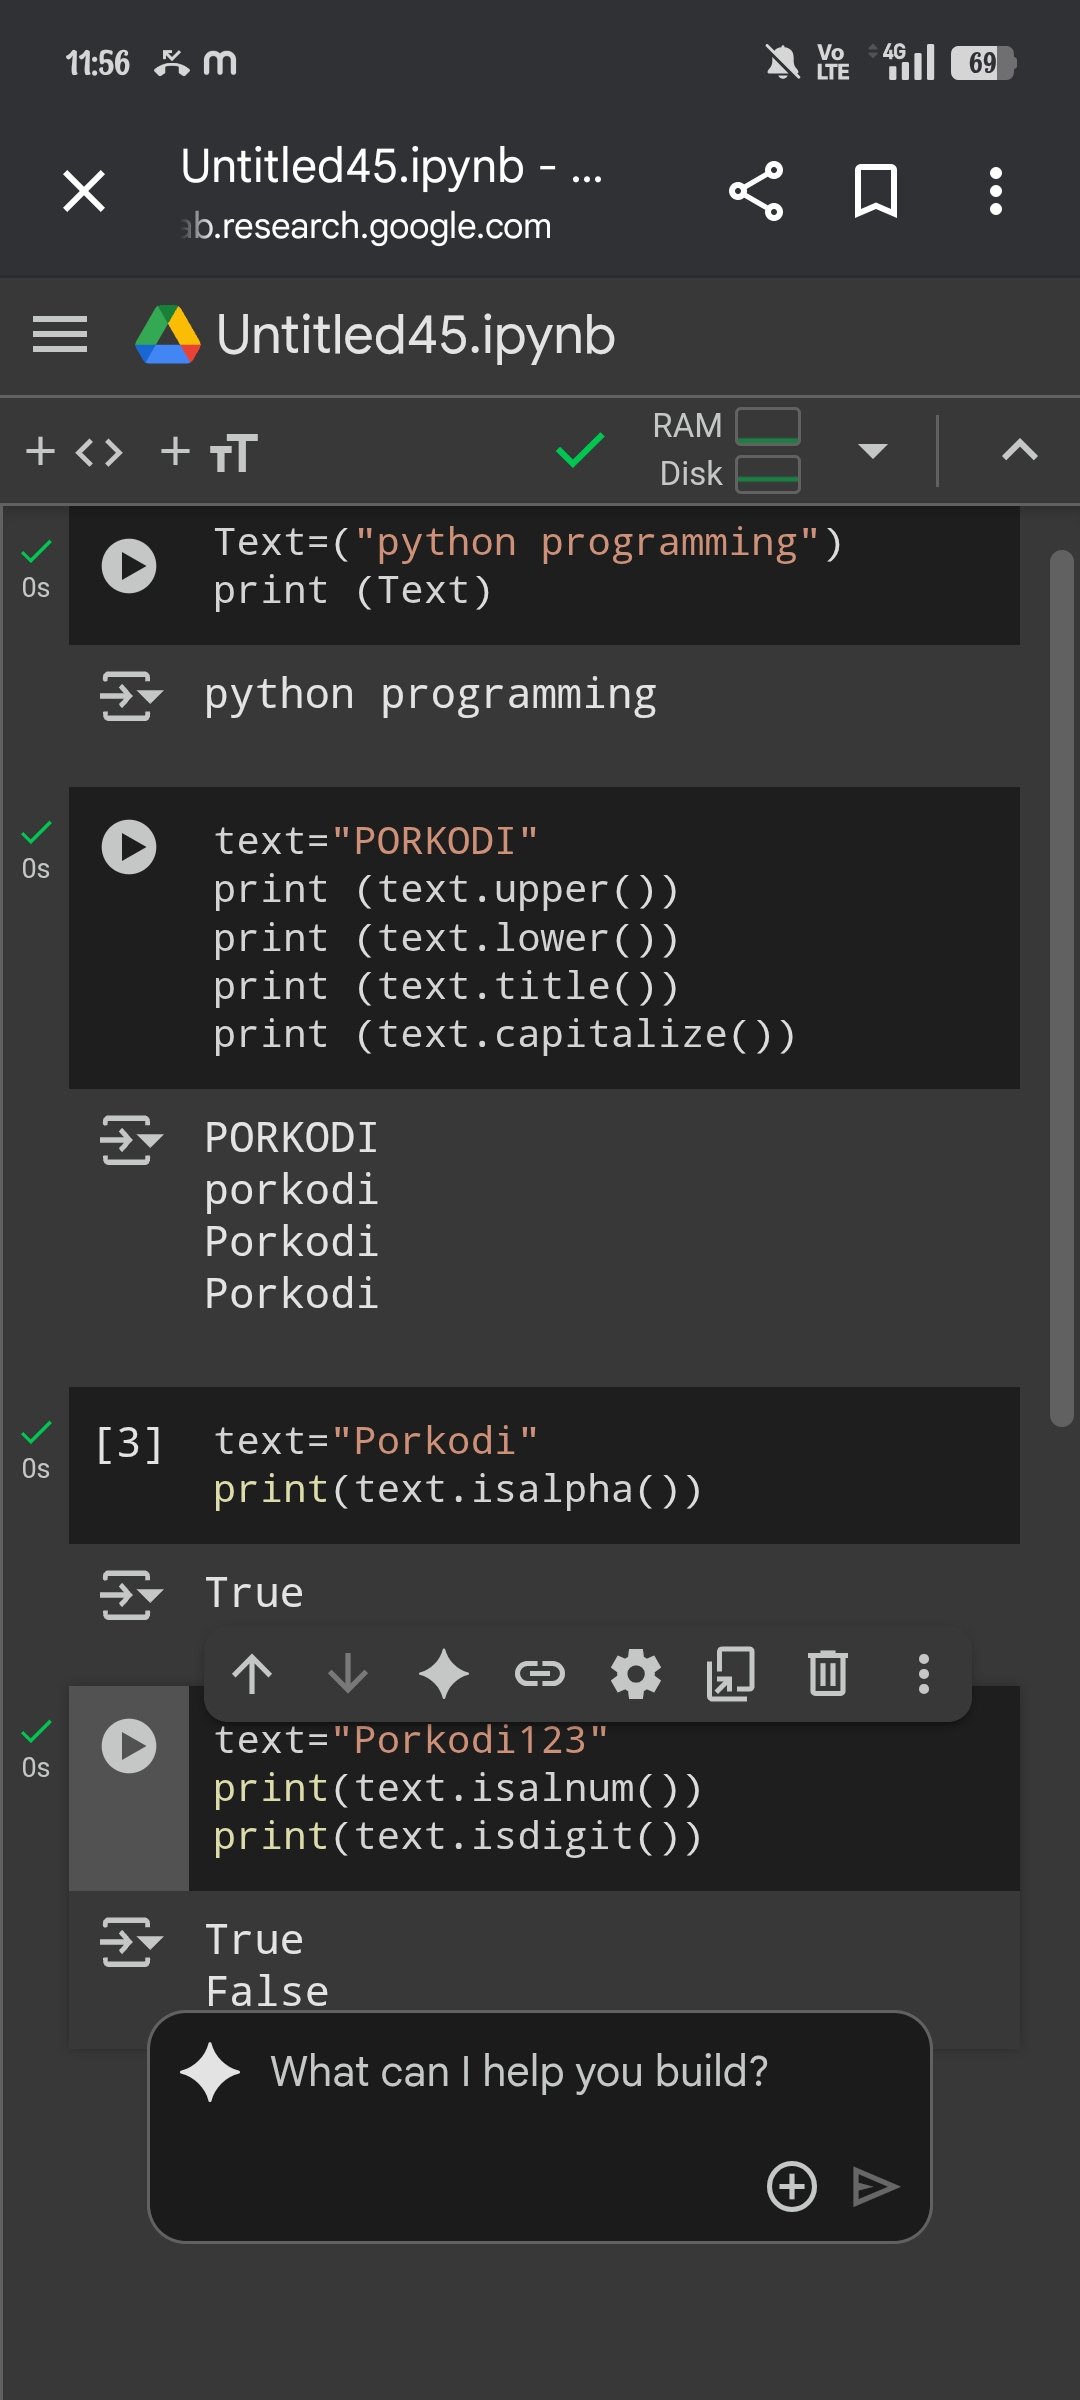 11:56 m Vo LTE 4G 69
Untitled45.ipynb - ...
ab.research.google.com
Untitled45.ipynb
+ <> + TT RAM
Disk
Text=("python programming")
0s
print (Text)
python programming
text="PORKODI"
0s
print (text.upper())
print (text.lower())
print (text.title())
print (text.capitalize())
PORKODI
porkodi
Porkodi
Porkodi
[3] text="Porkodi"
0s
print(text.isalpha())
True
text="Porkodi123"
0s
print(text.isalnum())
print(text.isdigit())
True
False
What can I help you build?